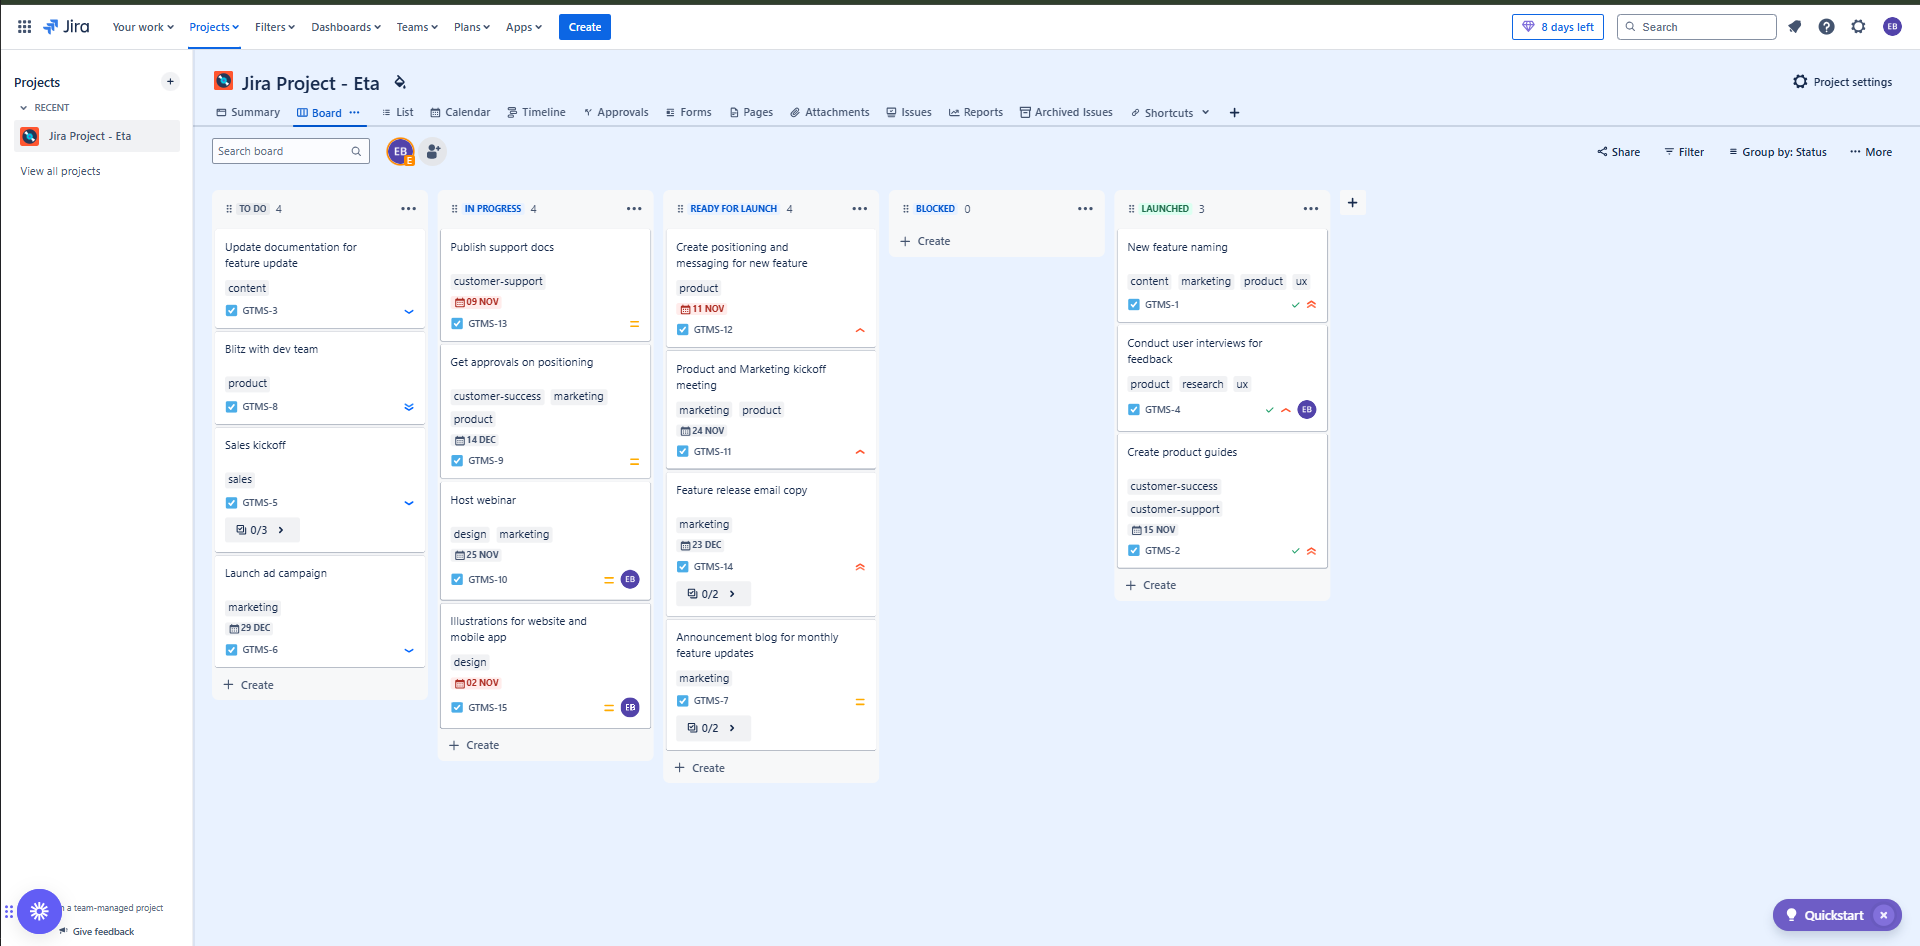 Jira
Your work
Projects
Filters
Dashboards
Teams
Plans
Apps
Create
8 days left
Search
EB
Projects
RECENT
Jira Project - Eta
View all projects
Jira Project - Eta
Project settings
Summary
Board
List
Calendar
Timeline
Approvals
Forms
Pages
Attachments
Issues
Reports
Archived Issues
Shortcuts
Search board
EB
E
Share
Filter
Group by: Status
More
TO DO 4
Update documentation for
feature update
content
GTMS-3
Blitz with dev team
product
GTMS-8
Sales kickoff
sales
GTMS-5
0/3
Launch ad campaign
marketing
29 DEC
GTMS-6
Create
IN PROGRESS 4
Publish support docs
customer-support
09 NOV
GTMS-13
Get approvals on positioning
customer-success marketing
product
14 DEC
GTMS-9
Host webinar
design marketing
25 NOV
GTMS-10
EB
Illustrations for website and
mobile app
design
02 NOV
GTMS-15
EB
Create
READY FOR LAUNCH 4
Create positioning and
messaging for new feature
product
11 NOV
GTMS-12
Product and Marketing kickoff
meeting
marketing product
24 NOV
GTMS-11
Feature release email copy
marketing
23 DEC
GTMS-14
0/2
Announcement blog for monthly
feature updates
marketing
GTMS-7
0/2
Create
BLOCKED 0
Create
LAUNCHED 3
New feature naming
content marketing product ux
GTMS-1
Conduct user interviews for
feedback
product research ux
GTMS-4
EB
Create product guides
customer-success
customer-support
15 NOV
GTMS-2
Create
a team-managed project
Give feedback
Quickstart